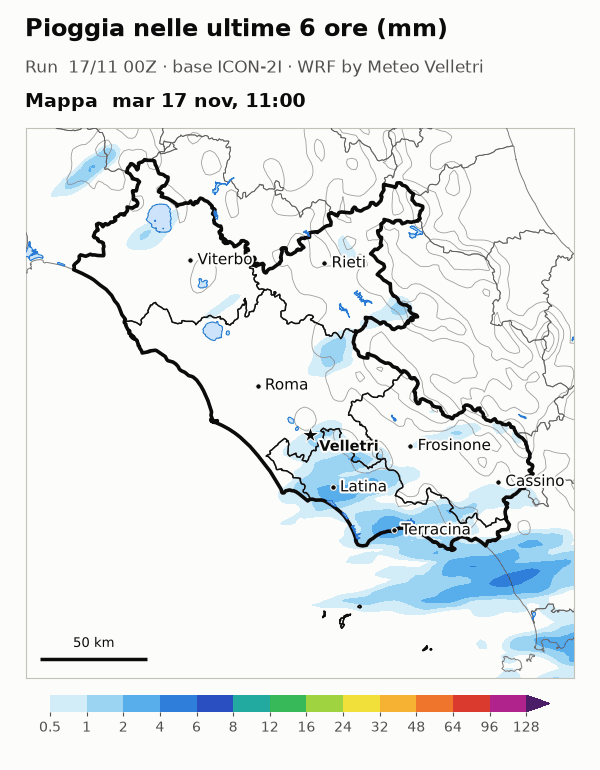 Pioggia nelle ultime 6 ore (mm)
Run 17/11 00Z · base ICON-2I · WRF by Meteo Velletri
Mappa mar 17 nov, 11:00
Viterbo
Rieti
Roma
Velletri
Frosinone
Latina
Cassino
Terracina
50 km
0.5 1 2 4 6 8 12 16 24 32 48 64 96 128